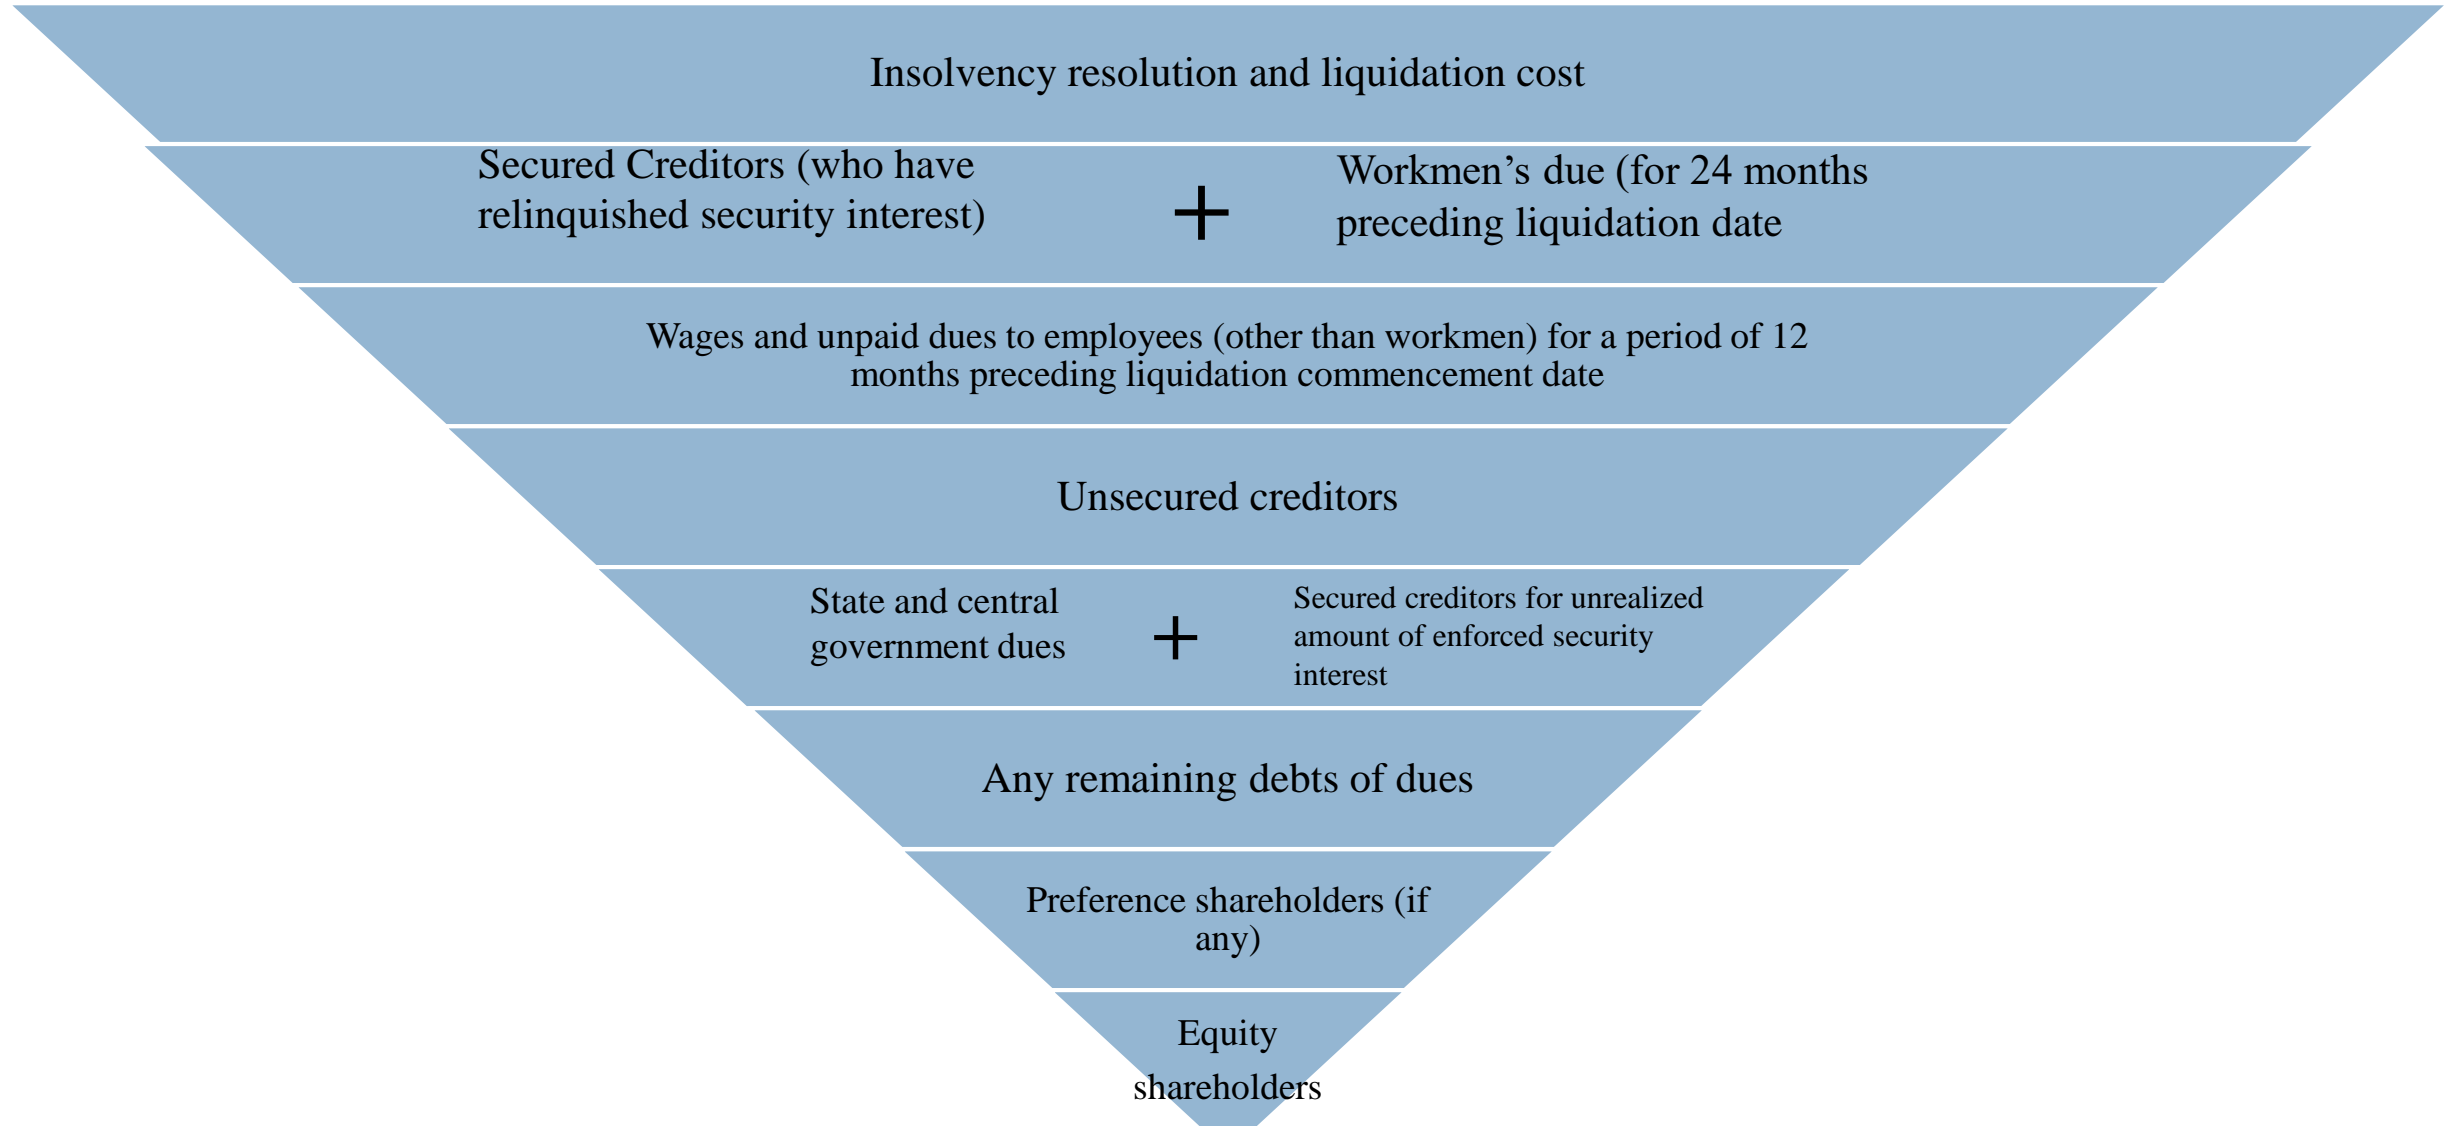 Insolvency resolution and liquidation cost
Secured Creditors (who have
relinquished security interest)
+
Workmen’s due (for 24 months
preceding liquidation date
Wages and unpaid dues to employees (other than workmen) for a period of 12
months preceding liquidation commencement date
Unsecured creditors
State and central
government dues
+
Secured creditors for unrealized
amount of enforced security
interest
Any remaining debts of dues
Preference shareholders (if
any)
Equity
shareholders